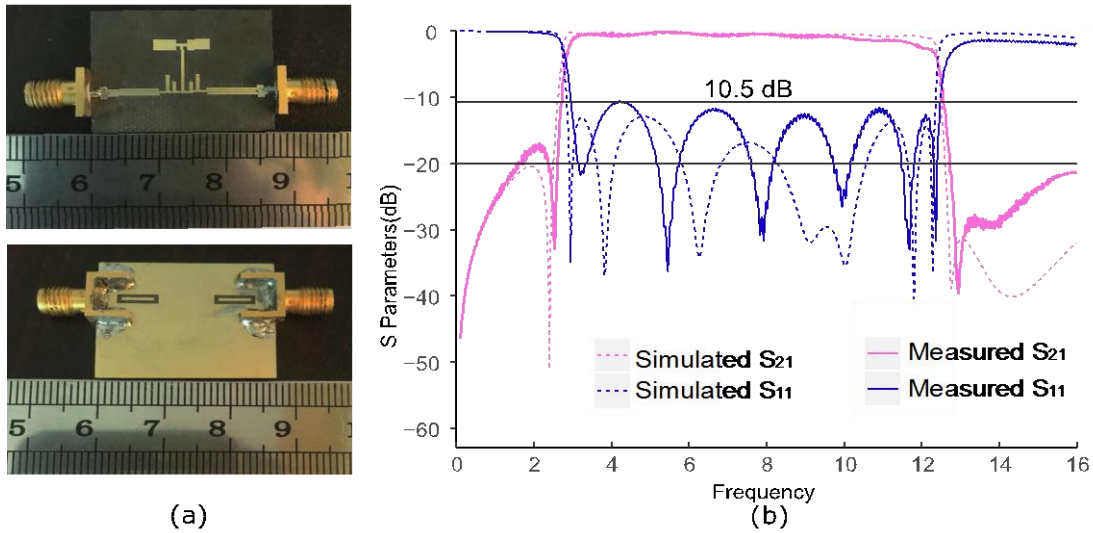 5 6 7 8 9 1
5 6 7 8 9
(a)
0
−10
−20
−30
−40
−50
−60
S Parameters(dB)
10.5 dB
Simulated S21
Simulated S11
Measured S21
Measured S11
0 2 4 6 8 10 12 14 16
Frequency
(b)